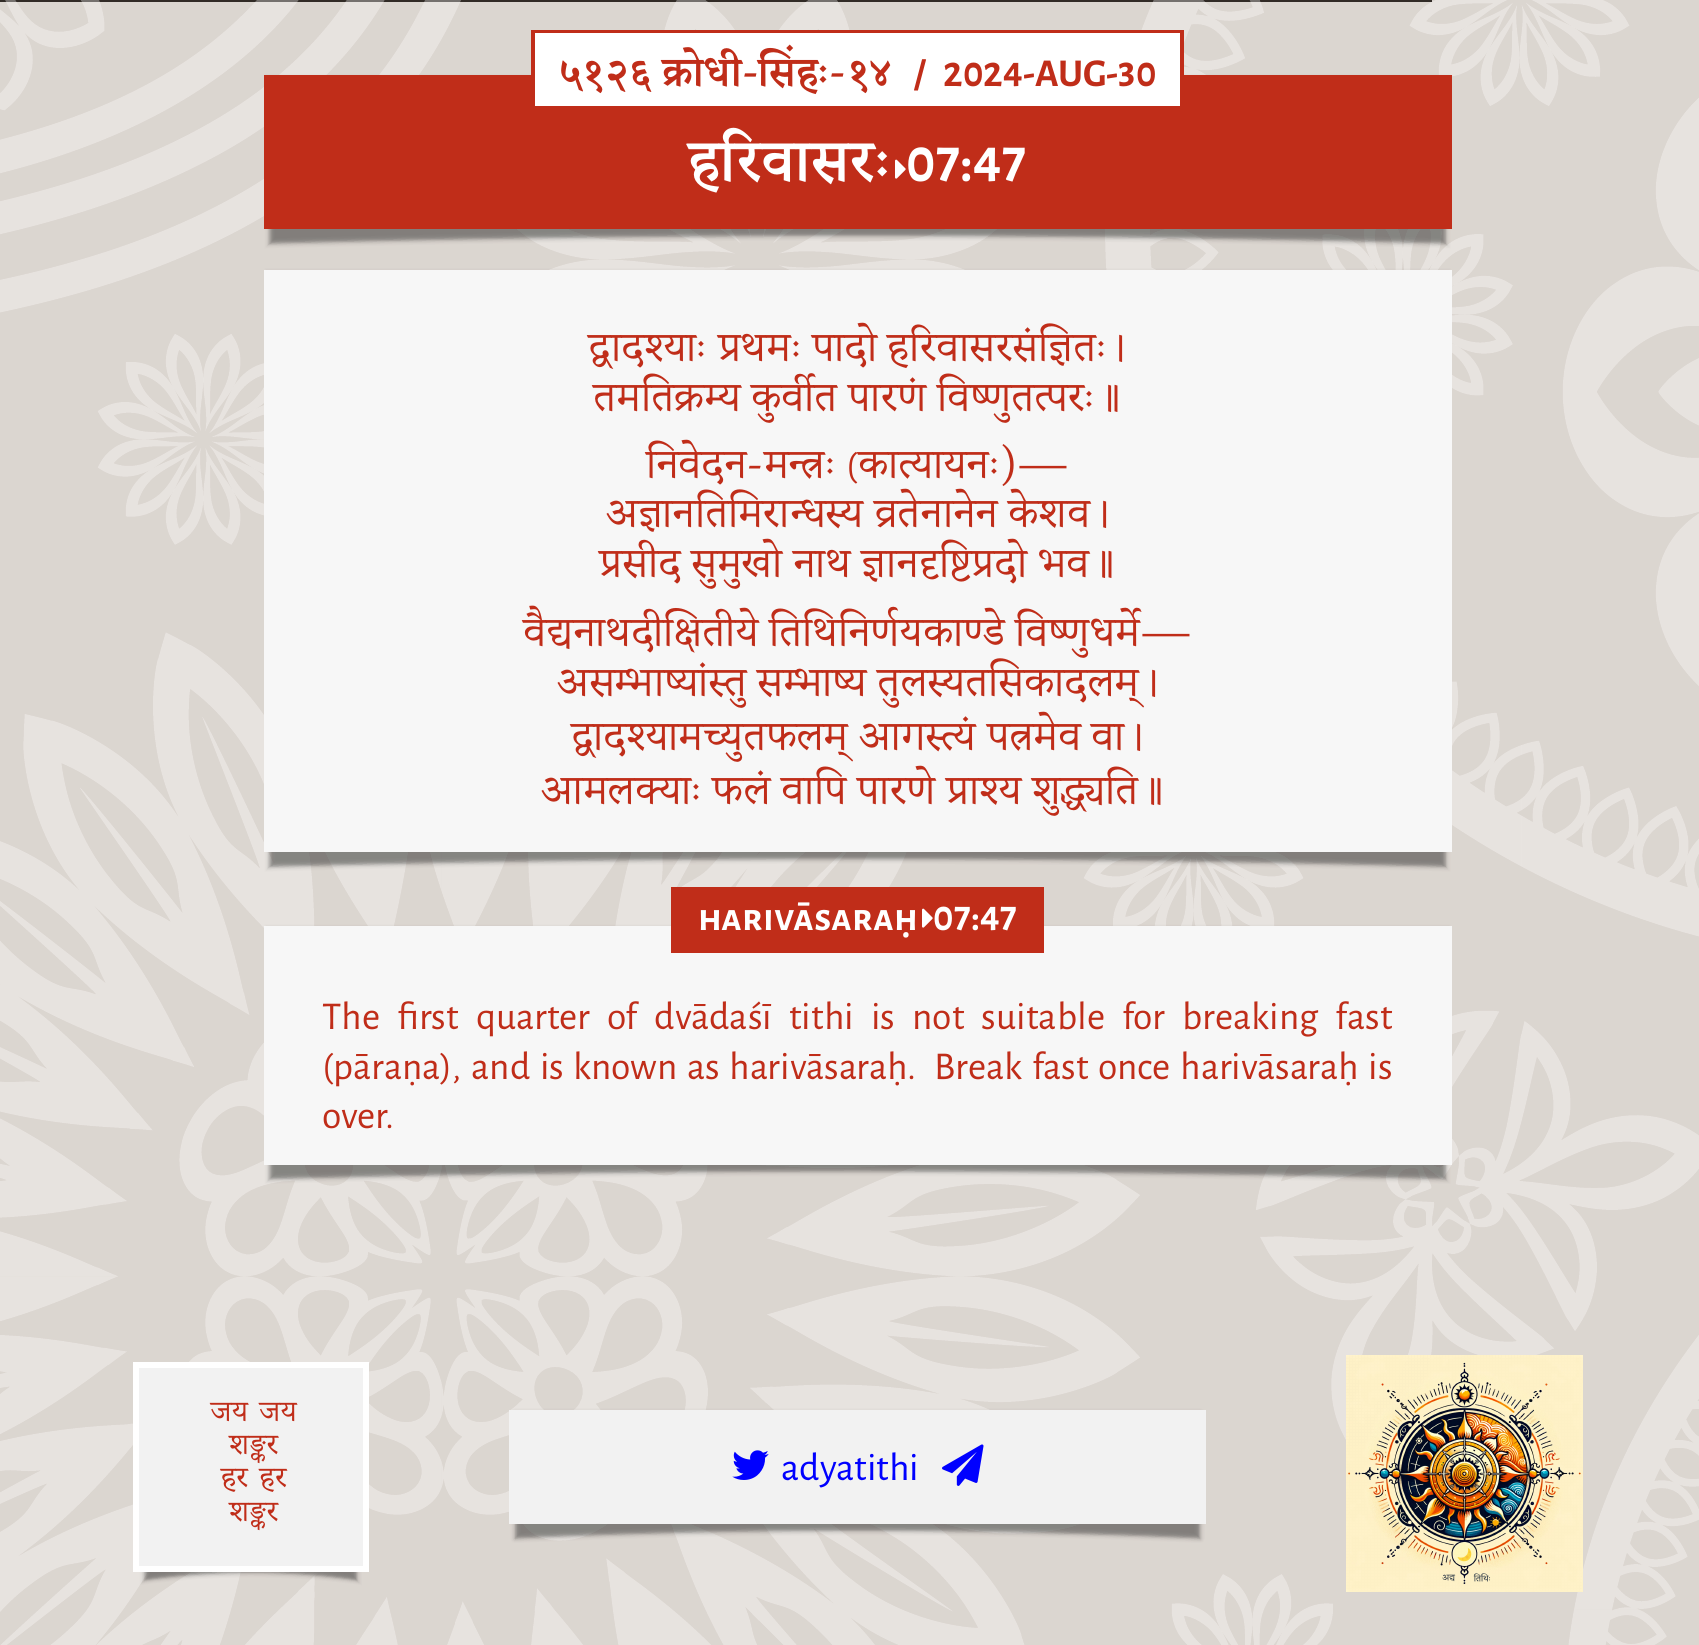 ५१२६ क्रोधी-सिंहः-१४ / 2024-AUG-30
हरिवासरः▸07:47
द्वादश्याः प्रथमः पादो हरिवासरसंज्ञितः।
तमतिक्रम्य कुर्वीत पारणं विष्णुतत्परः॥
निवेदन-मन्त्रः (कात्यायनः)—
अज्ञानतिमिरान्धस्य व्रतेनानेन केशव।
प्रसीद सुमुखो नाथ ज्ञानदृष्टिप्रदो भव॥
वैद्यनाथदीक्षितीये तिथिनिर्णयकाण्डे विष्णुधर्मे—
असम्भाष्यांस्तु सम्भाष्य तुलस्यतसिकादलम्।
द्वादश्यामच्युतफलम् आगस्त्यं पत्रमेव वा।
आमलक्याः फलं वापि पारणे प्राश्य शुद्ध्यति॥
HARIVĀSARAḤ▸07:47
The first quarter of dvādaśī tithi is not suitable for breaking fast
(pāraṇa), and is known as harivāsaraḥ. Break fast once harivāsaraḥ is
over.
जय जय
शङ्कर
हर हर
शङ्कर
adyatithi
अद्य तिथिः